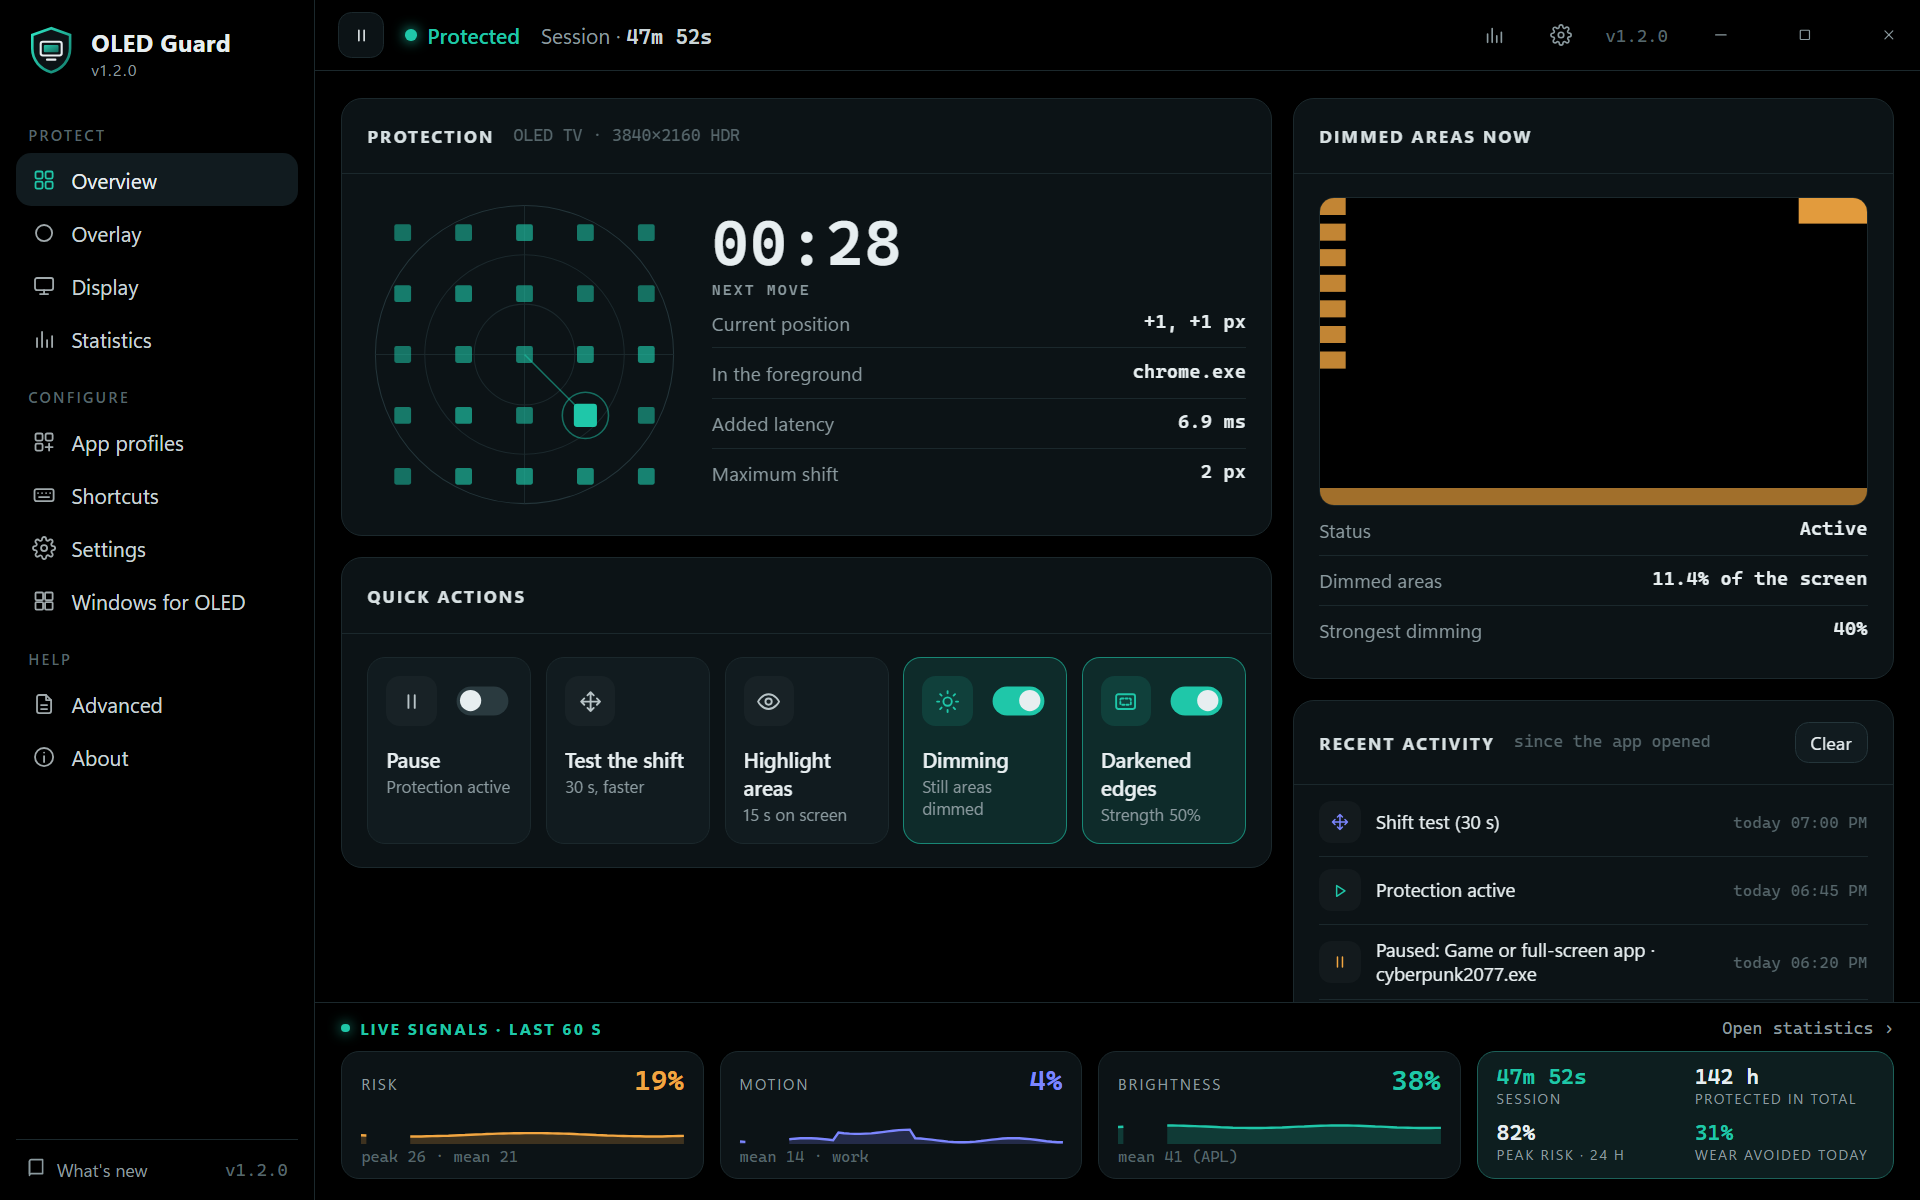 OLED Guard
v1.2.0
PROTECT
Overview
Overlay
Display
Statistics
CONFIGURE
App profiles
Shortcuts
Settings
Windows for OLED
HELP
Advanced
About
What's new
v1.2.0
Protected
Session · 47m 52s
v1.2.0
PROTECTION
OLED TV · 3840×2160 HDR
00:28
NEXT MOVE
Current position
+1, +1 px
In the foreground
chrome.exe
Added latency
6.9 ms
Maximum shift
2 px
QUICK ACTIONS
Pause
Protection active
Test the shift
30 s, faster
Highlight
areas
15 s on screen
Dimming
Still areas
dimmed
Darkened
edges
Strength 50%
DIMMED AREAS NOW
Status
Active
Dimmed areas
11.4% of the screen
Strongest dimming
40%
RECENT ACTIVITY
since the app opened
Clear
Shift test (30 s)
today 07:00 PM
Protection active
today 06:45 PM
Paused: Game or full-screen app ·
cyberpunk2077.exe
today 06:20 PM
LIVE SIGNALS · LAST 60 S
Open statistics ›
RISK
19%
peak 26 · mean 21
MOTION
4%
mean 14 · work
BRIGHTNESS
38%
mean 41 (APL)
47m 52s
SESSION
142 h
PROTECTED IN TOTAL
82%
PEAK RISK · 24 H
31%
WEAR AVOIDED TODAY